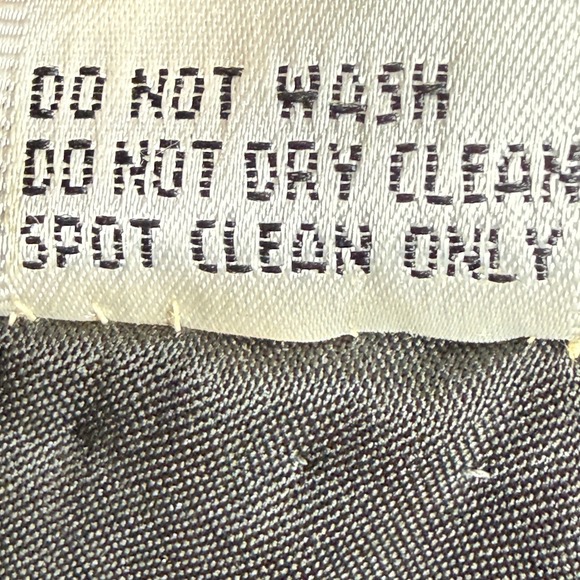 DO NOT WASH
DO NOT DRY CLEAN
SPOT CLEAN ONLY